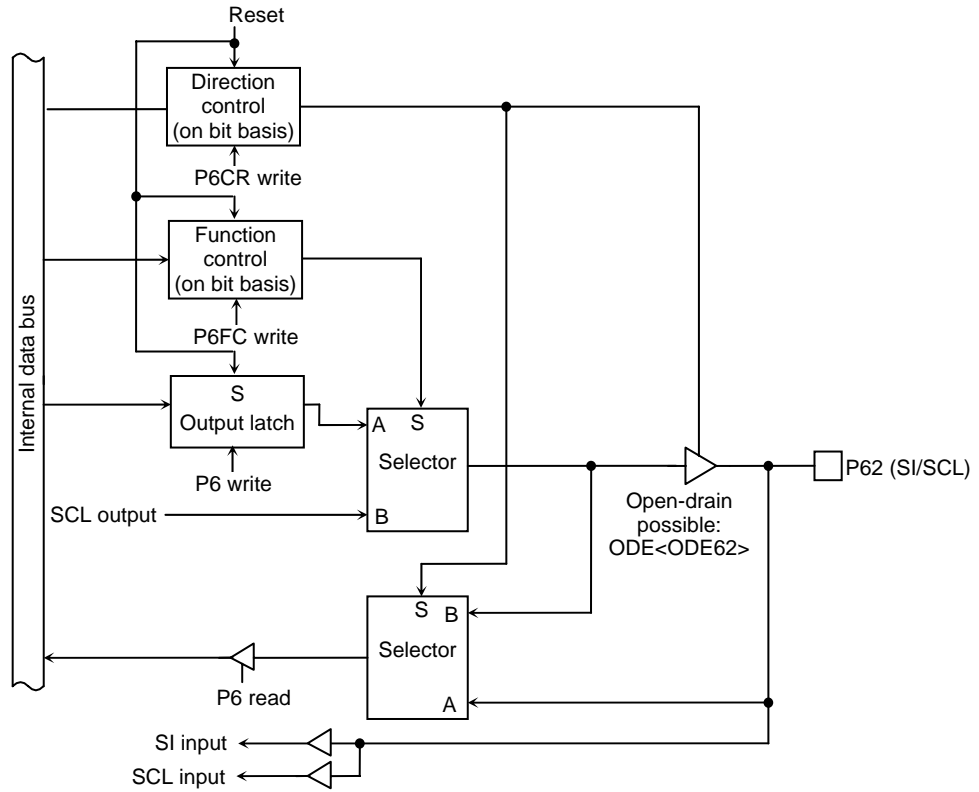 Reset
Internal data bus
Direction
control
(on bit basis)
P6CR write
Function
control
(on bit basis)
P6FC write
S
Output latch
P6 write
SCL output
A
S
Selector
B
P62 (SI/SCL)
Open-drain
possible:
ODE<ODE62>
S
B
Selector
A
P6 read
SI input
SCL input